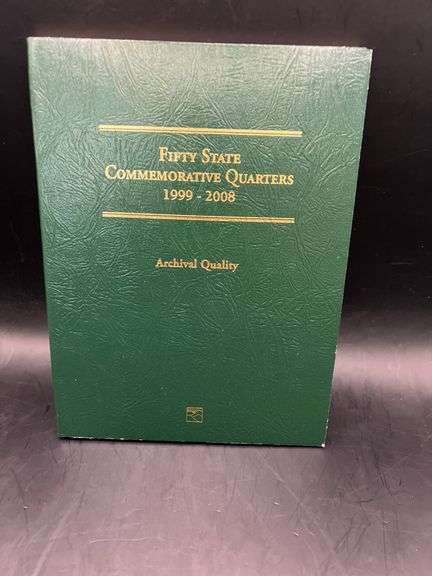 Fifty State
Commemorative Quarters
1999 - 2008
Archival Quality